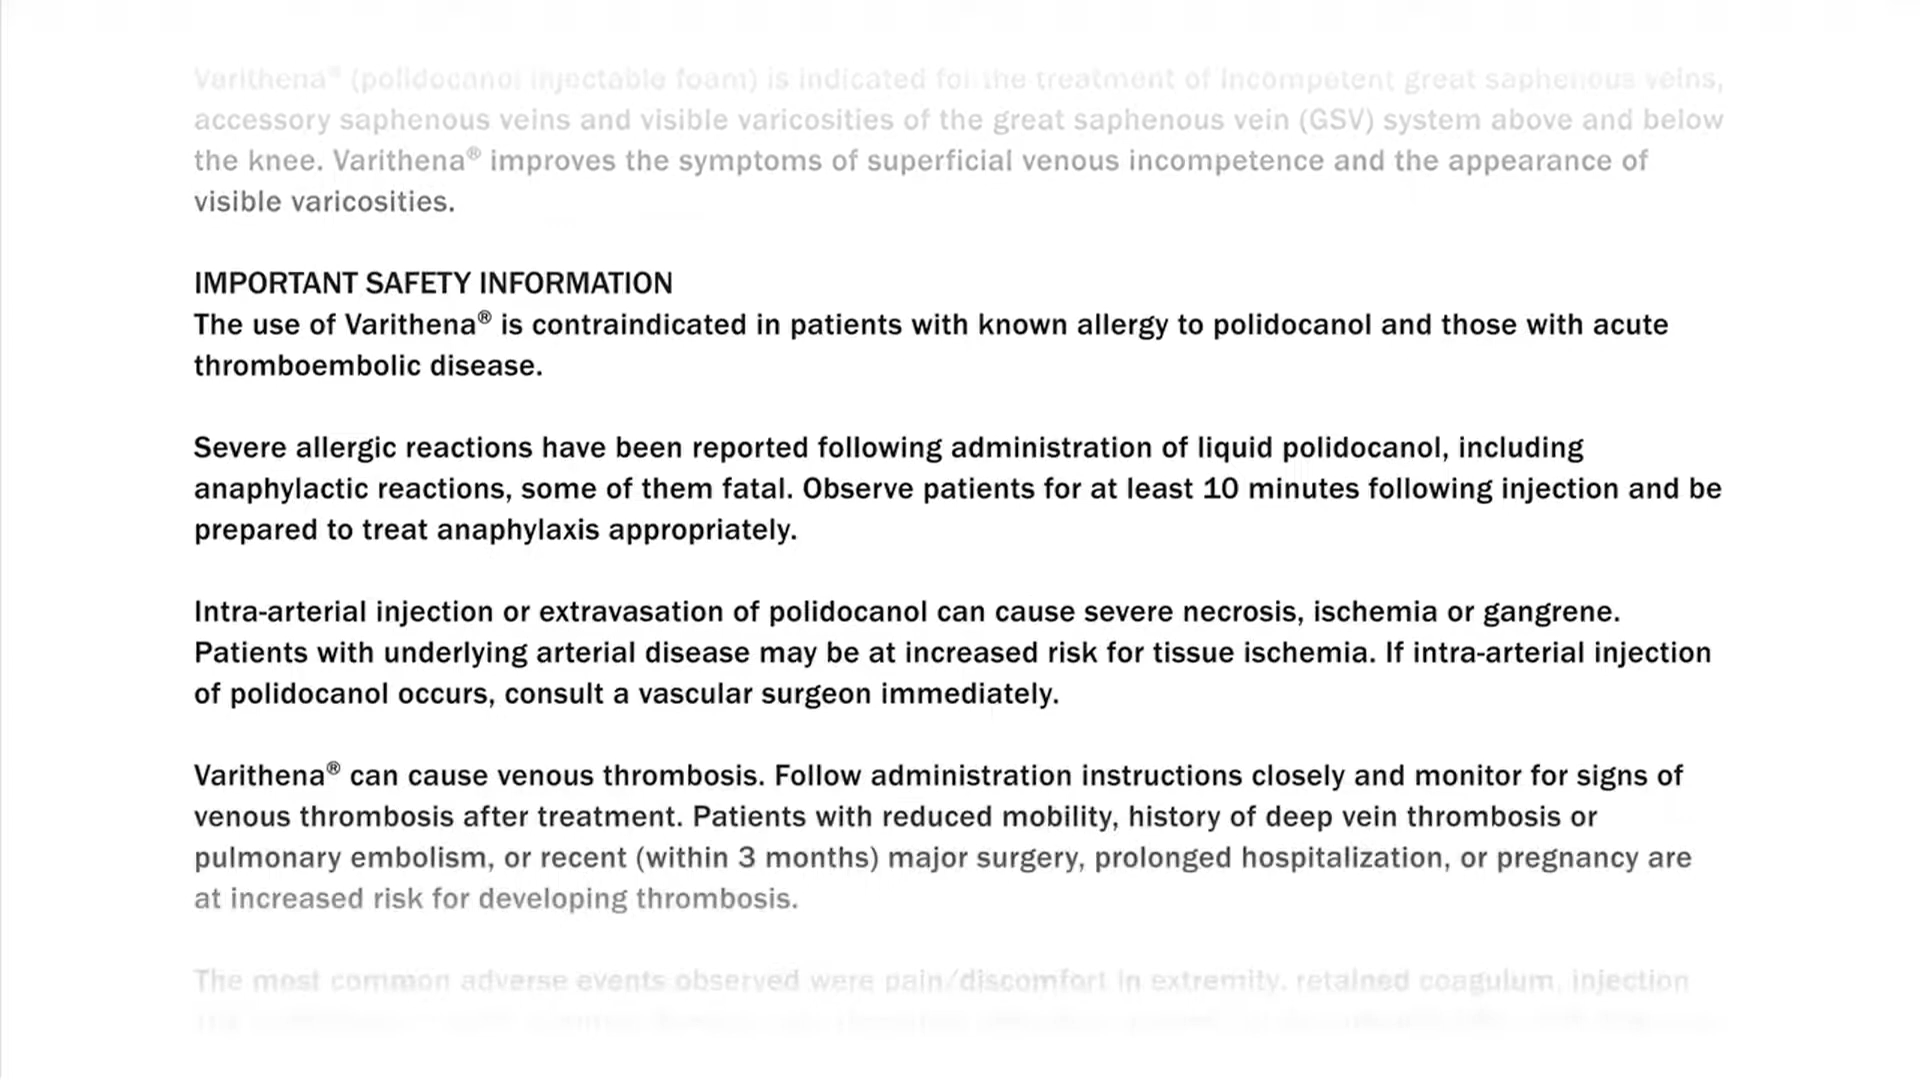 Varithena® (polidocanol injectable foam) is indicated for the treatment of incompetent great saphenous veins,
accessory saphenous veins and visible varicosities of the great saphenous vein (GSV) system above and below
the knee. Varithena® improves the symptoms of superficial venous incompetence and the appearance of
visible varicosities.
IMPORTANT SAFETY INFORMATION
The use of Varithena® is contraindicated in patients with known allergy to polidocanol and those with acute
thromboembolic disease.
Severe allergic reactions have been reported following administration of liquid polidocanol, including
anaphylactic reactions, some of them fatal. Observe patients for at least 10 minutes following injection and be
prepared to treat anaphylaxis appropriately.
Intra-arterial injection or extravasation of polidocanol can cause severe necrosis, ischemia or gangrene.
Patients with underlying arterial disease may be at increased risk for tissue ischemia. If intra-arterial injection
of polidocanol occurs, consult a vascular surgeon immediately.
Varithena® can cause venous thrombosis. Follow administration instructions closely and monitor for signs of
venous thrombosis after treatment. Patients with reduced mobility, history of deep vein thrombosis or
pulmonary embolism, or recent (within 3 months) major surgery, prolonged hospitalization, or pregnancy are
at increased risk for developing thrombosis.
The most common adverse events observed were pain/discomfort in extremity, retained coagulum, injection